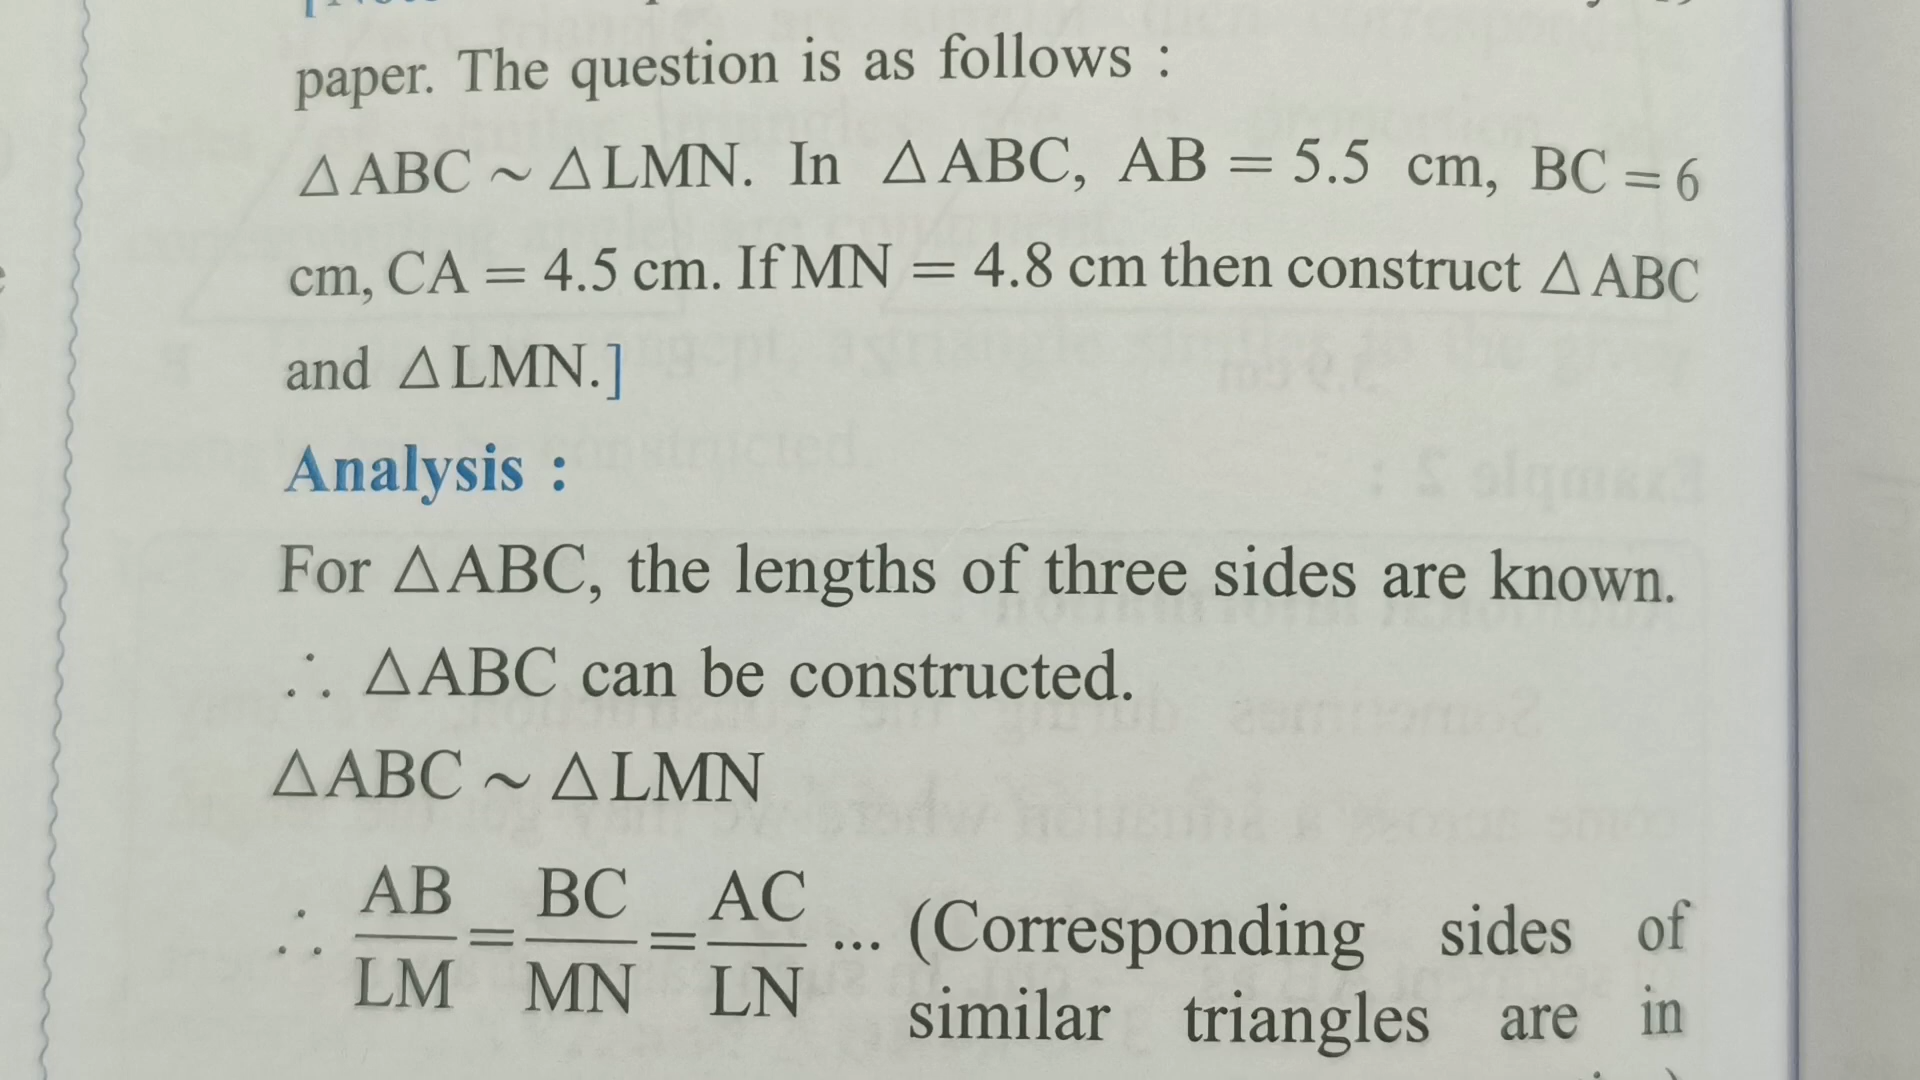 paper. The question is as follows :
△ABC ~ △LMN. In △ABC, AB = 5.5 cm, BC = 6
cm, CA = 4.5 cm. If MN = 4.8 cm then construct △ABC
and △LMN.]
Analysis :
For △ABC, the lengths of three sides are known.
∴ △ABC can be constructed.
△ABC ~ △LMN
∴ AB/LM = BC/MN = AC/LN ... (Corresponding sides of
similar triangles are in